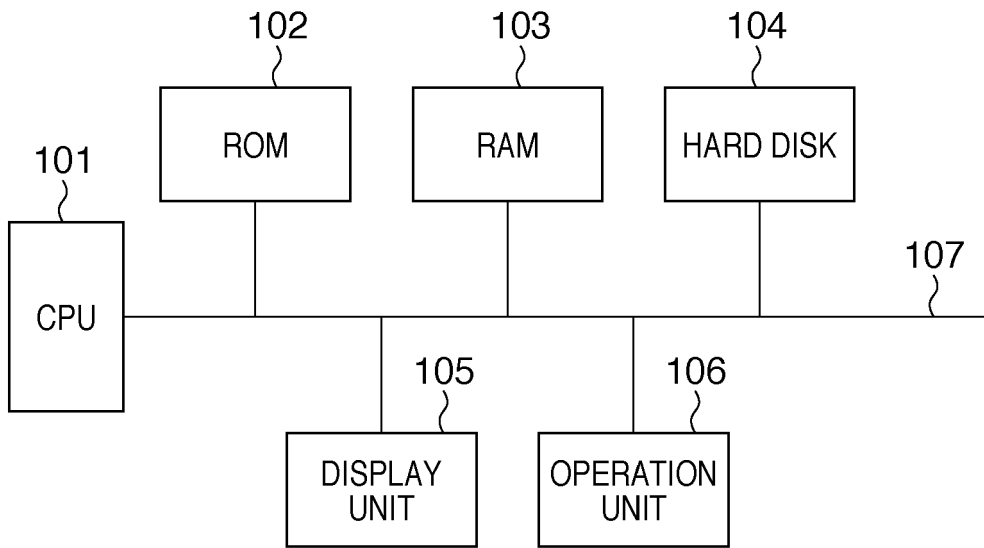 102
103
104
ROM
RAM
HARD DISK
101
CPU
107
105
106
DISPLAY
UNIT
OPERATION
UNIT